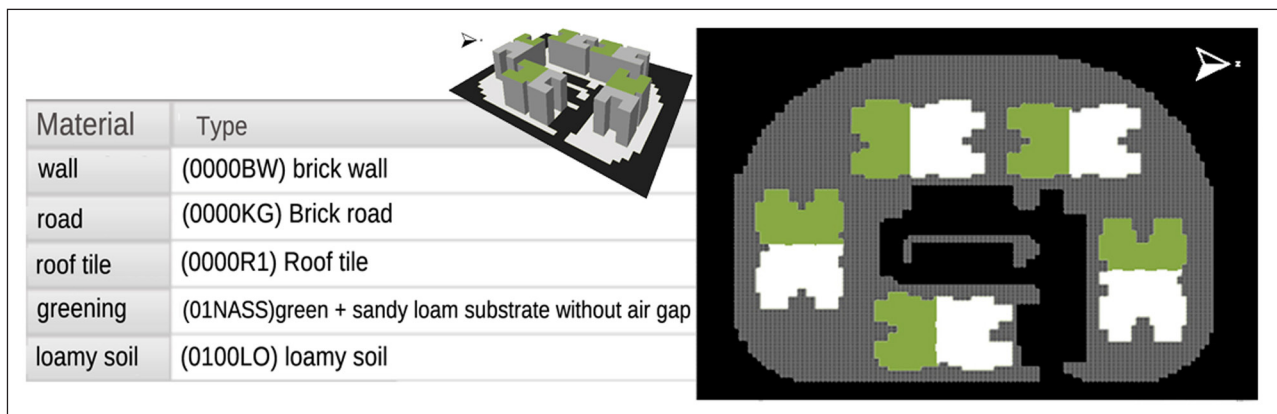 Material Type
wall (0000BW) brick wall
road (0000KG) Brick road
roof tile (0000R1) Roof tile
greening (01NASS)green + sandy loam substrate without air gap
loamy soil (0100LO) loamy soil